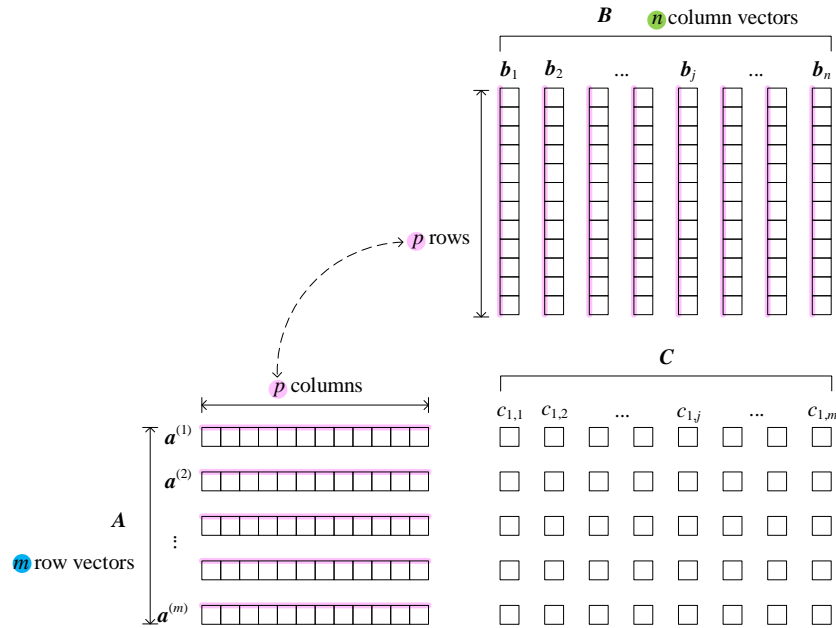 B n column vectors
b₁ b₂ ... bⱼ ... bₙ
p rows
C
p columns
c₁,₁ c₁,₂ ... c₁,ⱼ ... c₁,ₘ
a⁽¹⁾
a⁽²⁾
A
⋮
m row vectors
a⁽ᵐ⁾